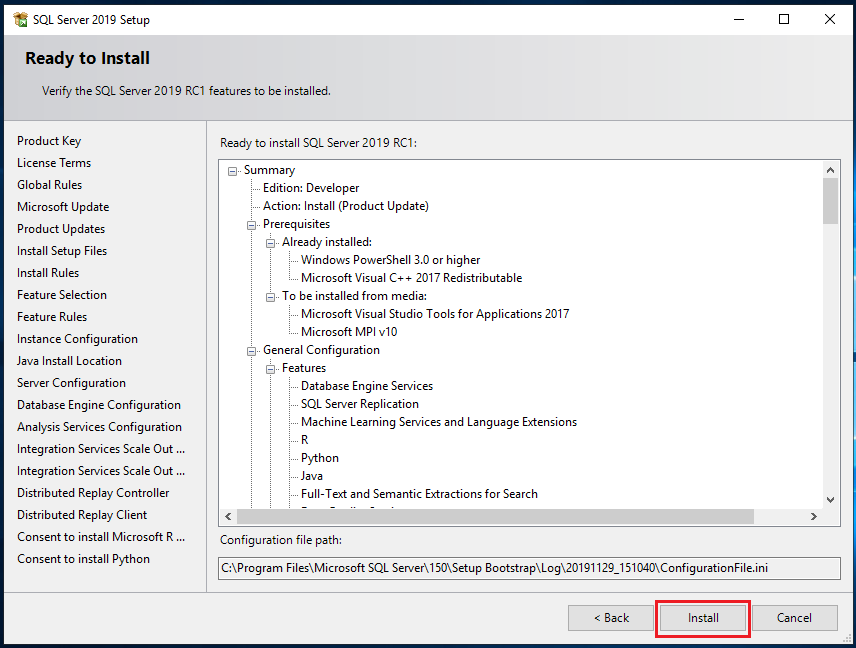 SQL Server 2019 Setup
Ready to Install
Verify the SQL Server 2019 RC1 features to be installed.
Product Key
License Terms
Global Rules
Microsoft Update
Product Updates
Install Setup Files
Install Rules
Feature Selection
Feature Rules
Instance Configuration
Java Install Location
Server Configuration
Database Engine Configuration
Analysis Services Configuration
Integration Services Scale Out ...
Integration Services Scale Out ...
Distributed Replay Controller
Distributed Replay Client
Consent to install Microsoft R ...
Consent to install Python
Ready to install SQL Server 2019 RC1:
Summary
Edition: Developer
Action: Install (Product Update)
Prerequisites
Already installed:
Windows PowerShell 3.0 or higher
Microsoft Visual C++ 2017 Redistributable
To be installed from media:
Microsoft Visual Studio Tools for Applications 2017
Microsoft MPI v10
General Configuration
Features
Database Engine Services
SQL Server Replication
Machine Learning Services and Language Extensions
R
Python
Java
Full-Text and Semantic Extractions for Search
Configuration file path:
C:\Program Files\Microsoft SQL Server\150\Setup Bootstrap\Log\20191129_151040\ConfigurationFile.ini
< Back
Install
Cancel